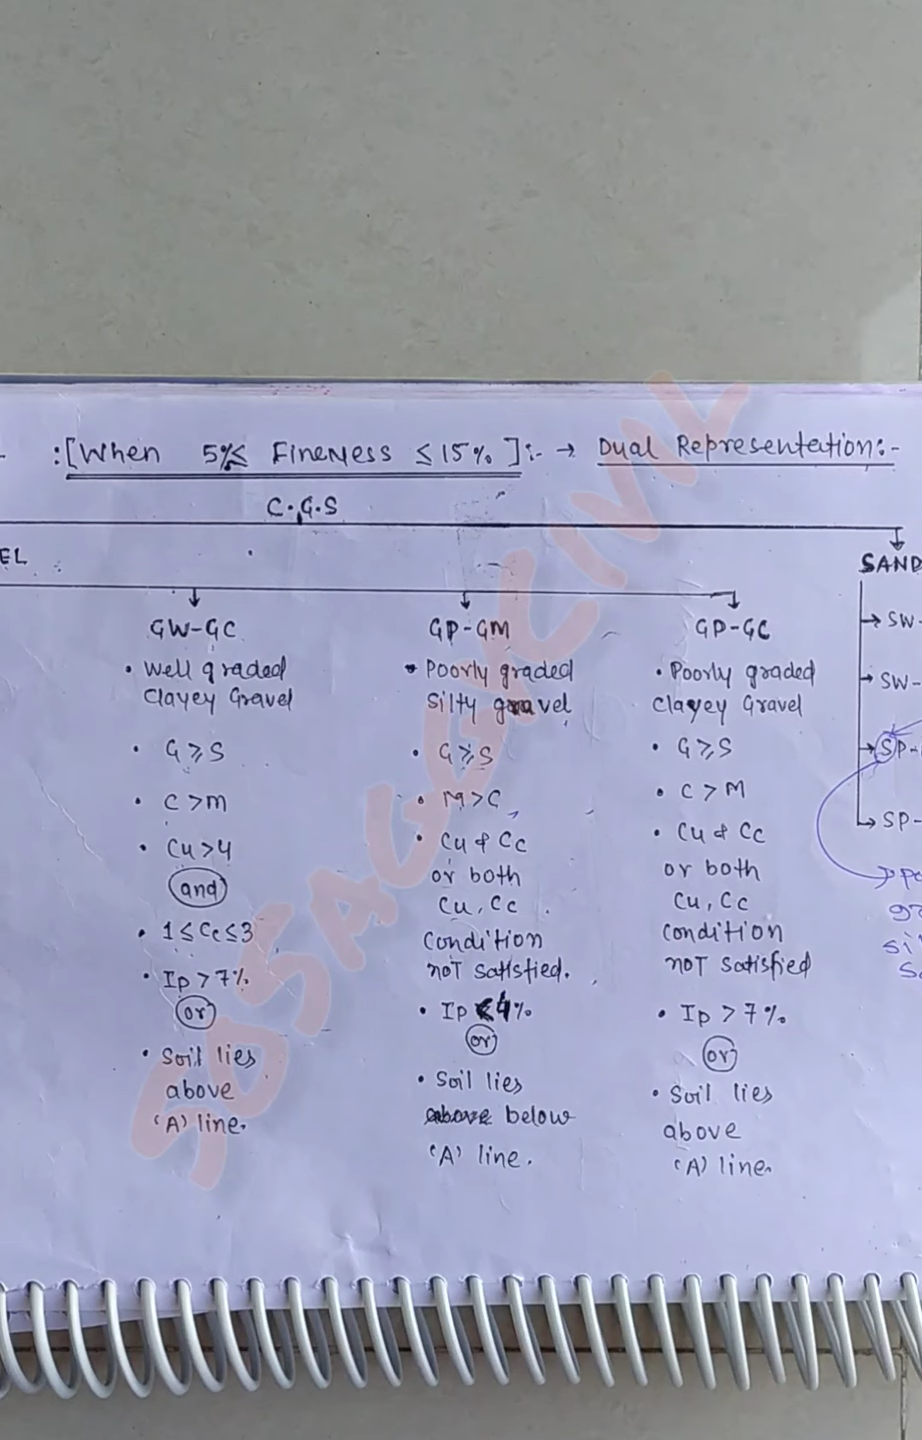 :[When 5%≤ Fineness ≤15% ]:- → Dual Representation:-
C.G.S
EL
SAND
GW-GC
• Well graded
Clayey Gravel
• G≥S
• C>m
• Cu>4
(and)
• 1≤Cc≤3
• Ip>7%
(or)
• Soil lies
above
'A' line.
GP-GM
• Poorly graded
Silty gravel
• G≥S
• M>C
• Cu & Cc
or both
Cu, Cc
Condition
noT Satisfied.
• Ip <4%
(or)
• Soil lies
above below
'A' line.
GP-GC
• Poorly graded
Clayey Gravel
• G≥S
• C>M
• Cu & Cc
or both
Cu, Cc
Condition
noT Satisfied
• Ip >7%
(or)
• Soil lies
above
'A' line.
→ SW-
→ SW-
→ SP-
→ SP-